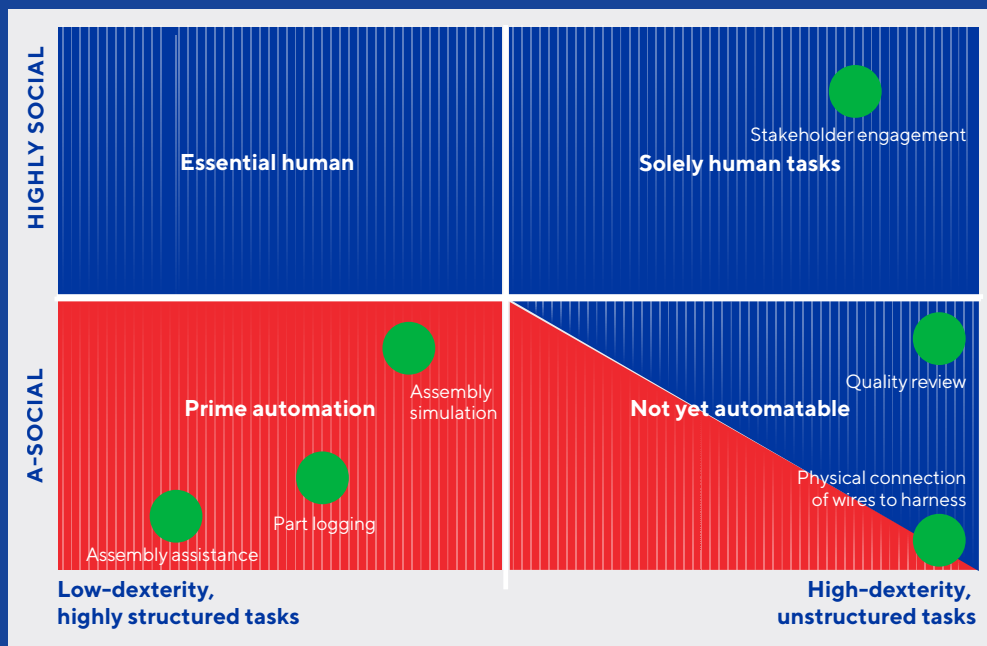 HIGHLY SOCIAL
Essential human
Stakeholder engagement
Solely human tasks
A-SOCIAL
Assembly
simulation
Prime automation
Part logging
Assembly assistance
Quality review
Not yet automatable
Physical connection
of wires to harness
Low-dexterity,
highly structured tasks
High-dexterity,
unstructured tasks